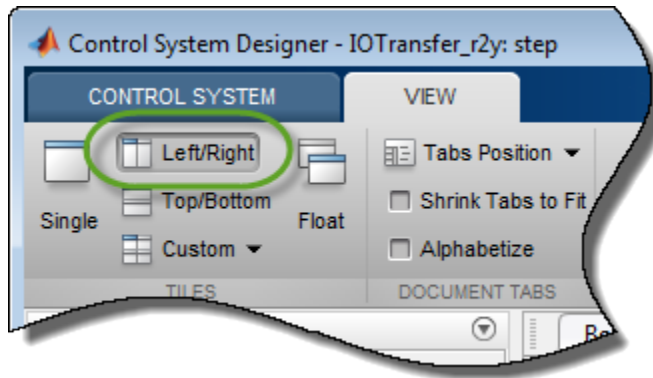 Control System Designer - IOTransfer_r2y: step
CONTROL SYSTEM
VIEW
Single
Left/Right
Top/Bottom
Custom
Float
TILES
Tabs Position
Shrink Tabs to Fit
Alphabetize
DOCUMENT TABS